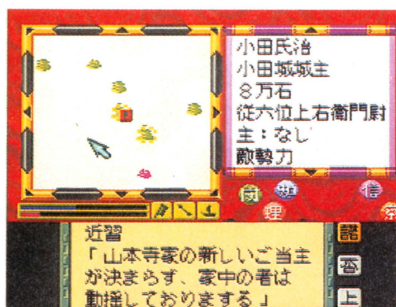 小田氏治
小田城城主
8万石
従六位上右衛門尉
主：なし
敵勢力
理
信
近習
「山本寺家の新しいご当主
が決まらず、家中の者は
動揺しておりまする」
諾
否
上